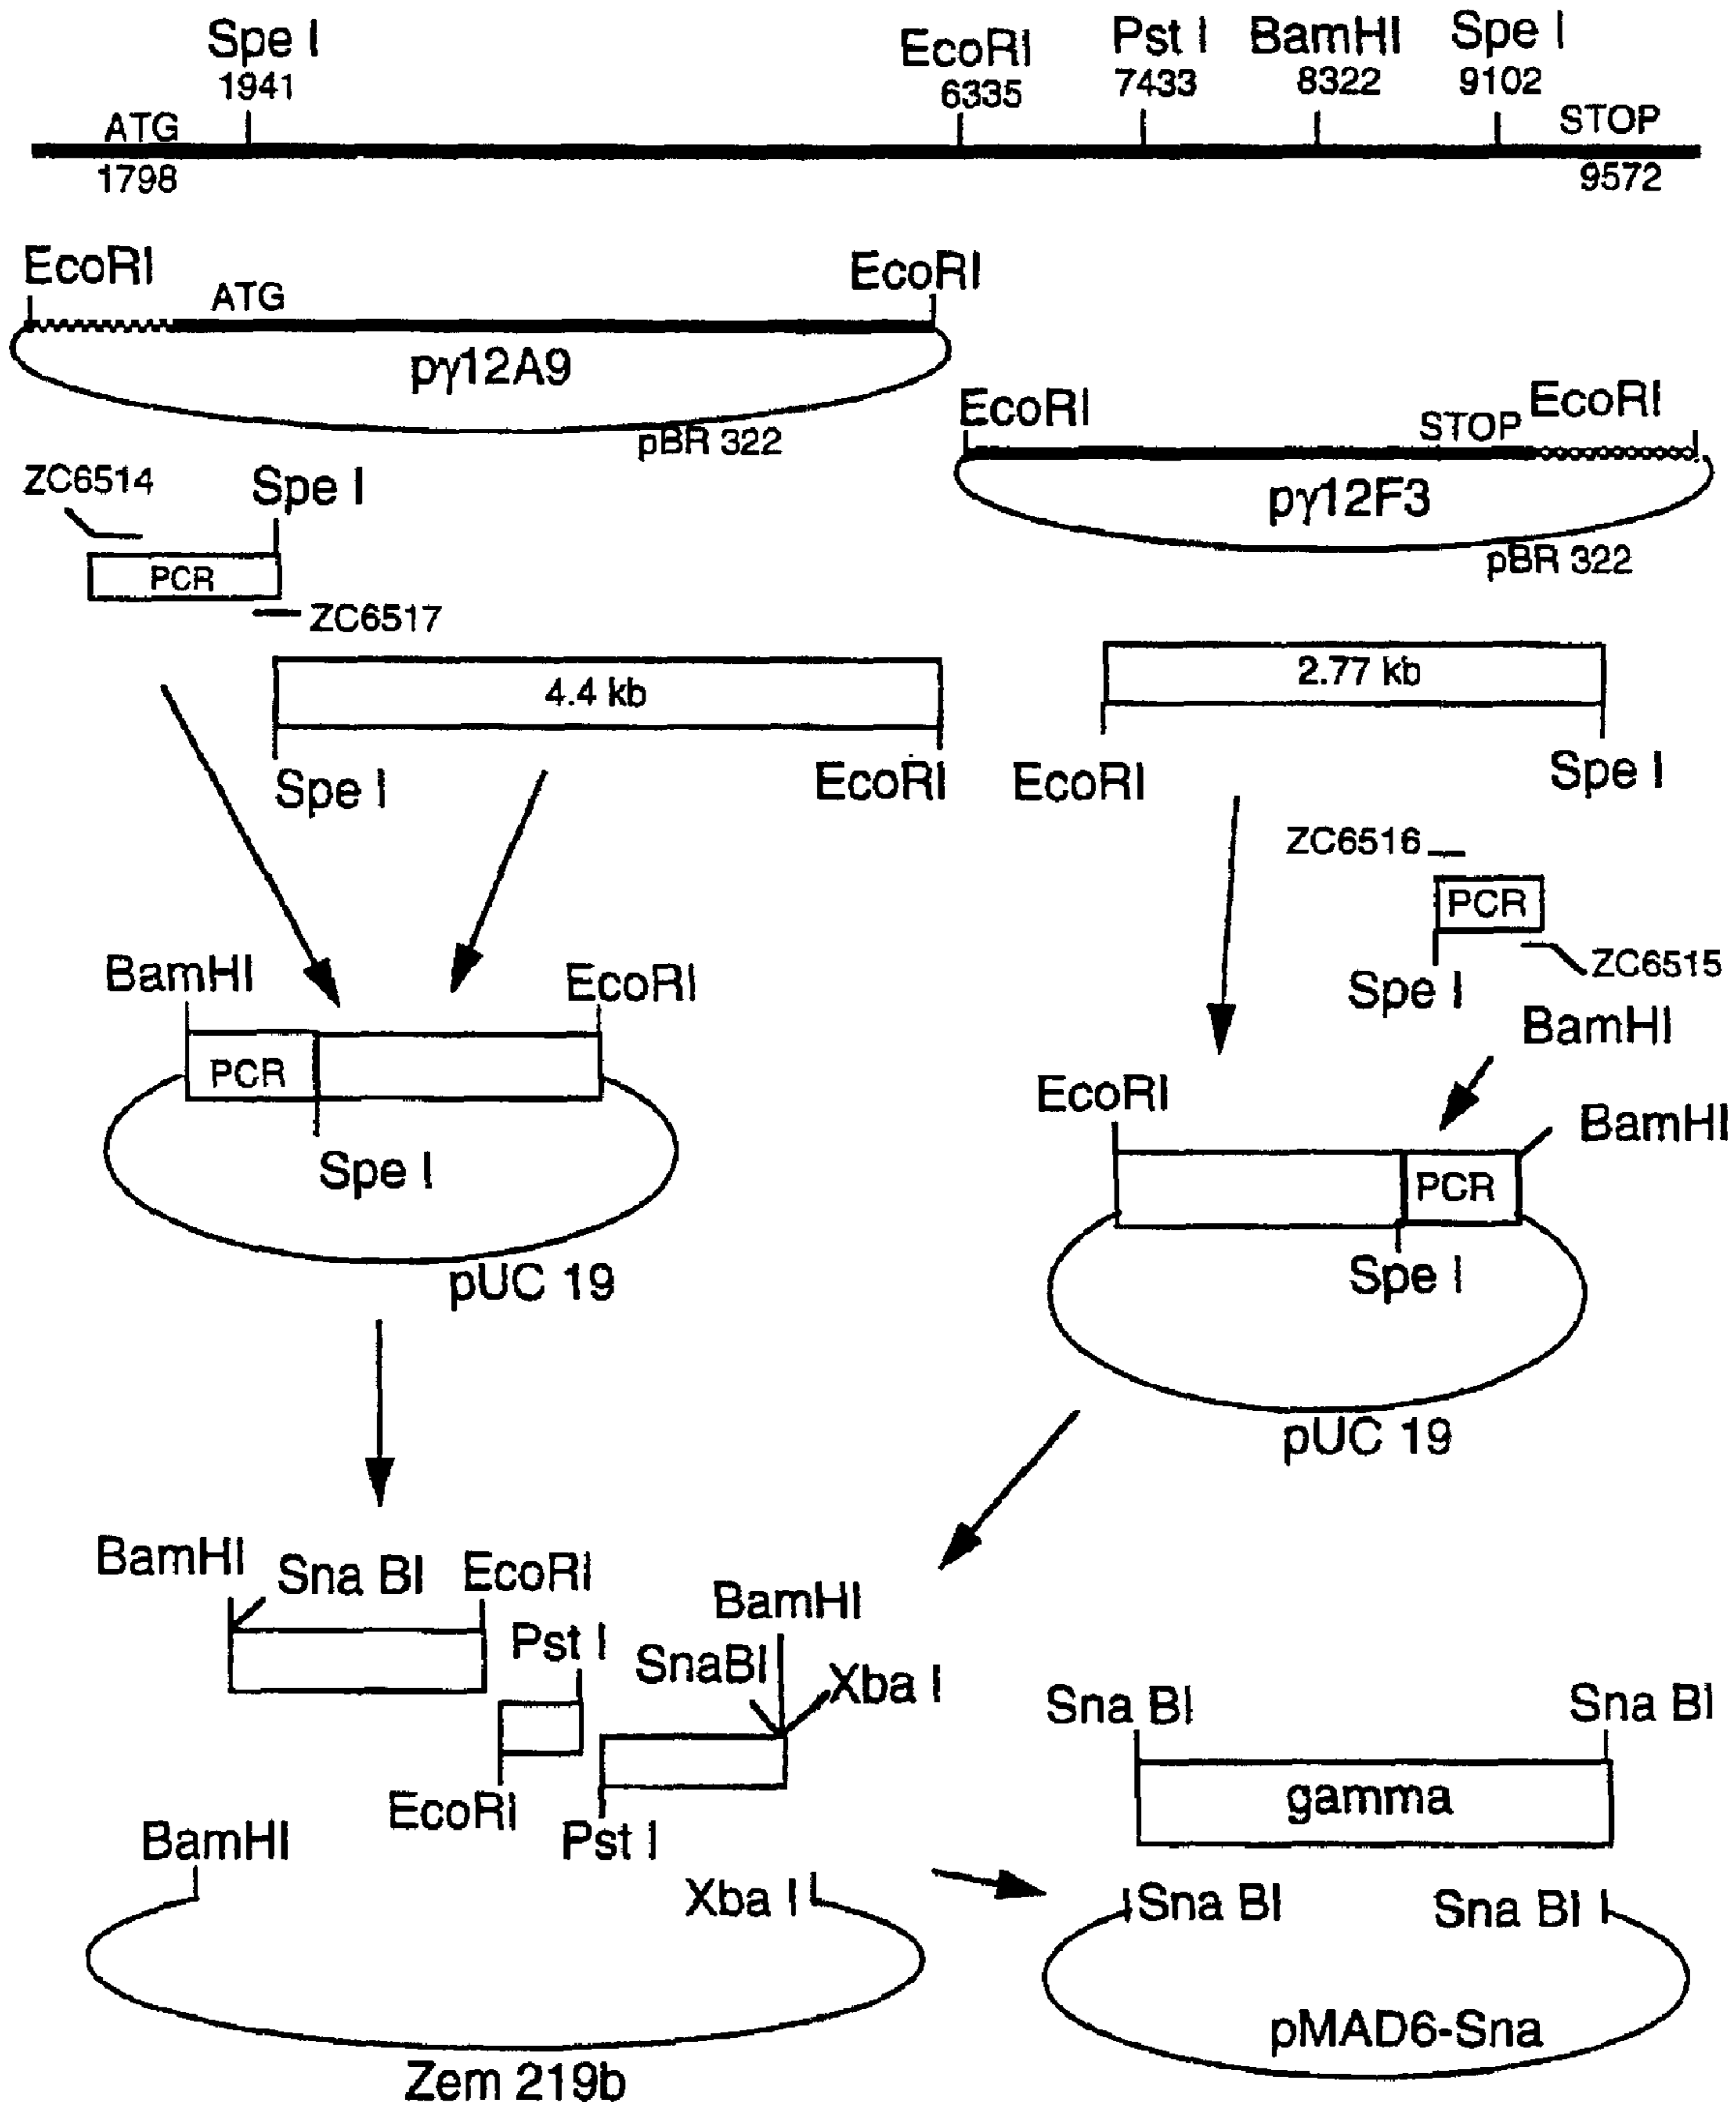 Spe I
1941
EcoRI
6335
Pst I
7433
BamHI
8322
Spe I
9102
ATG
1798
STOP
9572
EcoRI
ATG
EcoRI
pγ12A9
pBR 322
EcoRI
STOP
EcoRI
pγ12F3
pBR 322
ZC6514
Spe I
PCR
ZC6517
4.4 kb
Spe I
EcoRI
2.77 kb
EcoRI
Spe I
ZC6516
PCR
ZC6515
Spe I
BamHI
BamHI
EcoRI
PCR
Spe I
pUC 19
EcoRI
BamHI
PCR
Spe I
pUC 19
BamHI
Sna BI
EcoRI
Pst I
BamHI
SnaBI
Xba I
EcoRI
Pst I
BamHI
Xba I
Zem 219b
Sna BI
Sna BI
gamma
Sna BI
Sna BI
pMAD6-Sna